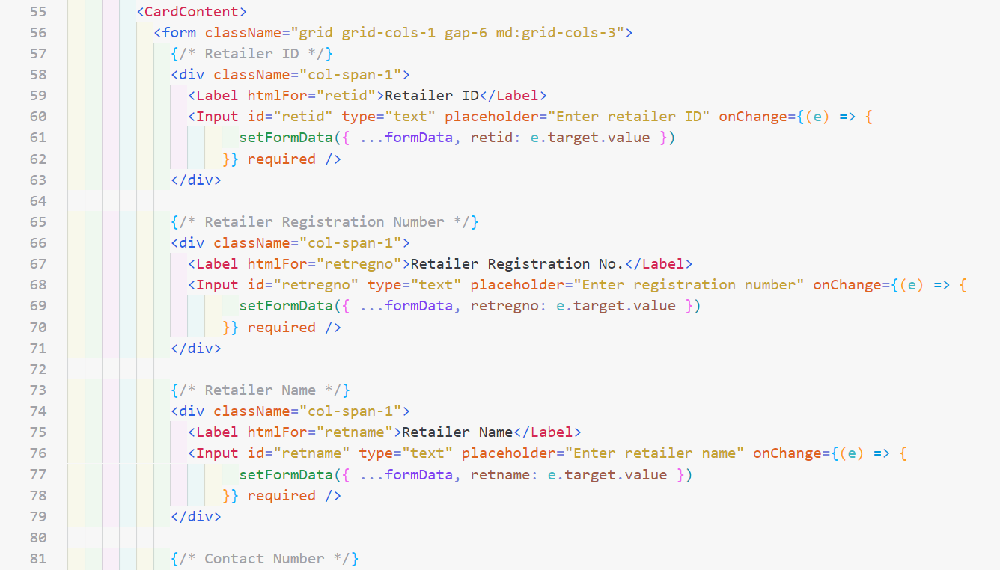 55 <CardContent>
56 <form className="grid grid-cols-1 gap-6 md:grid-cols-3">
57 {/* Retailer ID */}
58 <div className="col-span-1">
59 <Label htmlFor="retid">Retailer ID</Label>
60 <Input id="retid" type="text" placeholder="Enter retailer ID" onChange={(e) => {
61 setFormData({ ...formData, retid: e.target.value })
62 }} required />
63 </div>
64
65 {/* Retailer Registration Number */}
66 <div className="col-span-1">
67 <Label htmlFor="retregno">Retailer Registration No.</Label>
68 <Input id="retregno" type="text" placeholder="Enter registration number" onChange={(e) => {
69 setFormData({ ...formData, retregno: e.target.value })
70 }} required />
71 </div>
72
73 {/* Retailer Name */}
74 <div className="col-span-1">
75 <Label htmlFor="retname">Retailer Name</Label>
76 <Input id="retname" type="text" placeholder="Enter retailer name" onChange={(e) => {
77 setFormData({ ...formData, retname: e.target.value })
78 }} required />
79 </div>
80
81 {/* Contact Number */}